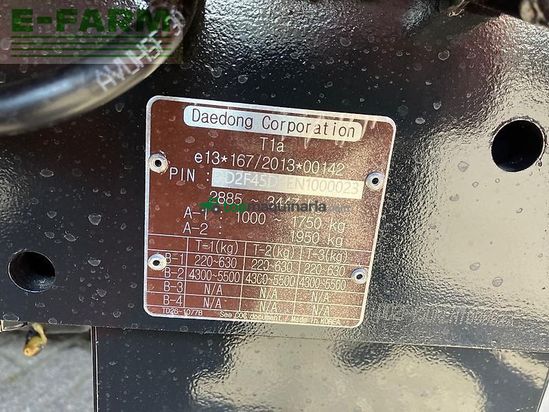 E-FARM
Daedong Corporation
T1a
e13*167/2013*00142
PIN :
2885
A-1 : 1000 ~ 1750 kg
A-2 : 1950 kg
T-1(kg) T-2(kg) T-3(kg)
B-1 220-630 220-630 220-630
B-2 4300-5500 4300-5500 4300-5500
B-3 N/A N/A N/A
B-4 N/A N/A N/A